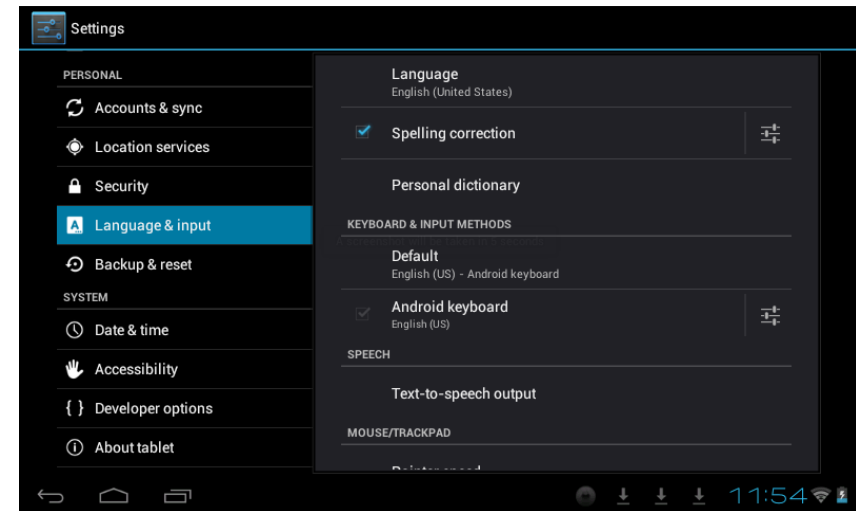 Settings
PERSONAL
Accounts & sync
Location services
Security
Language & input
Backup & reset
SYSTEM
Date & time
Accessibility
{ } Developer options
About tablet
Language
English (United States)
Spelling correction
Personal dictionary
KEYBOARD & INPUT METHODS
Default
English (US) - Android keyboard
Android keyboard
English (US)
SPEECH
Text-to-speech output
MOUSE/TRACKPAD
11:54